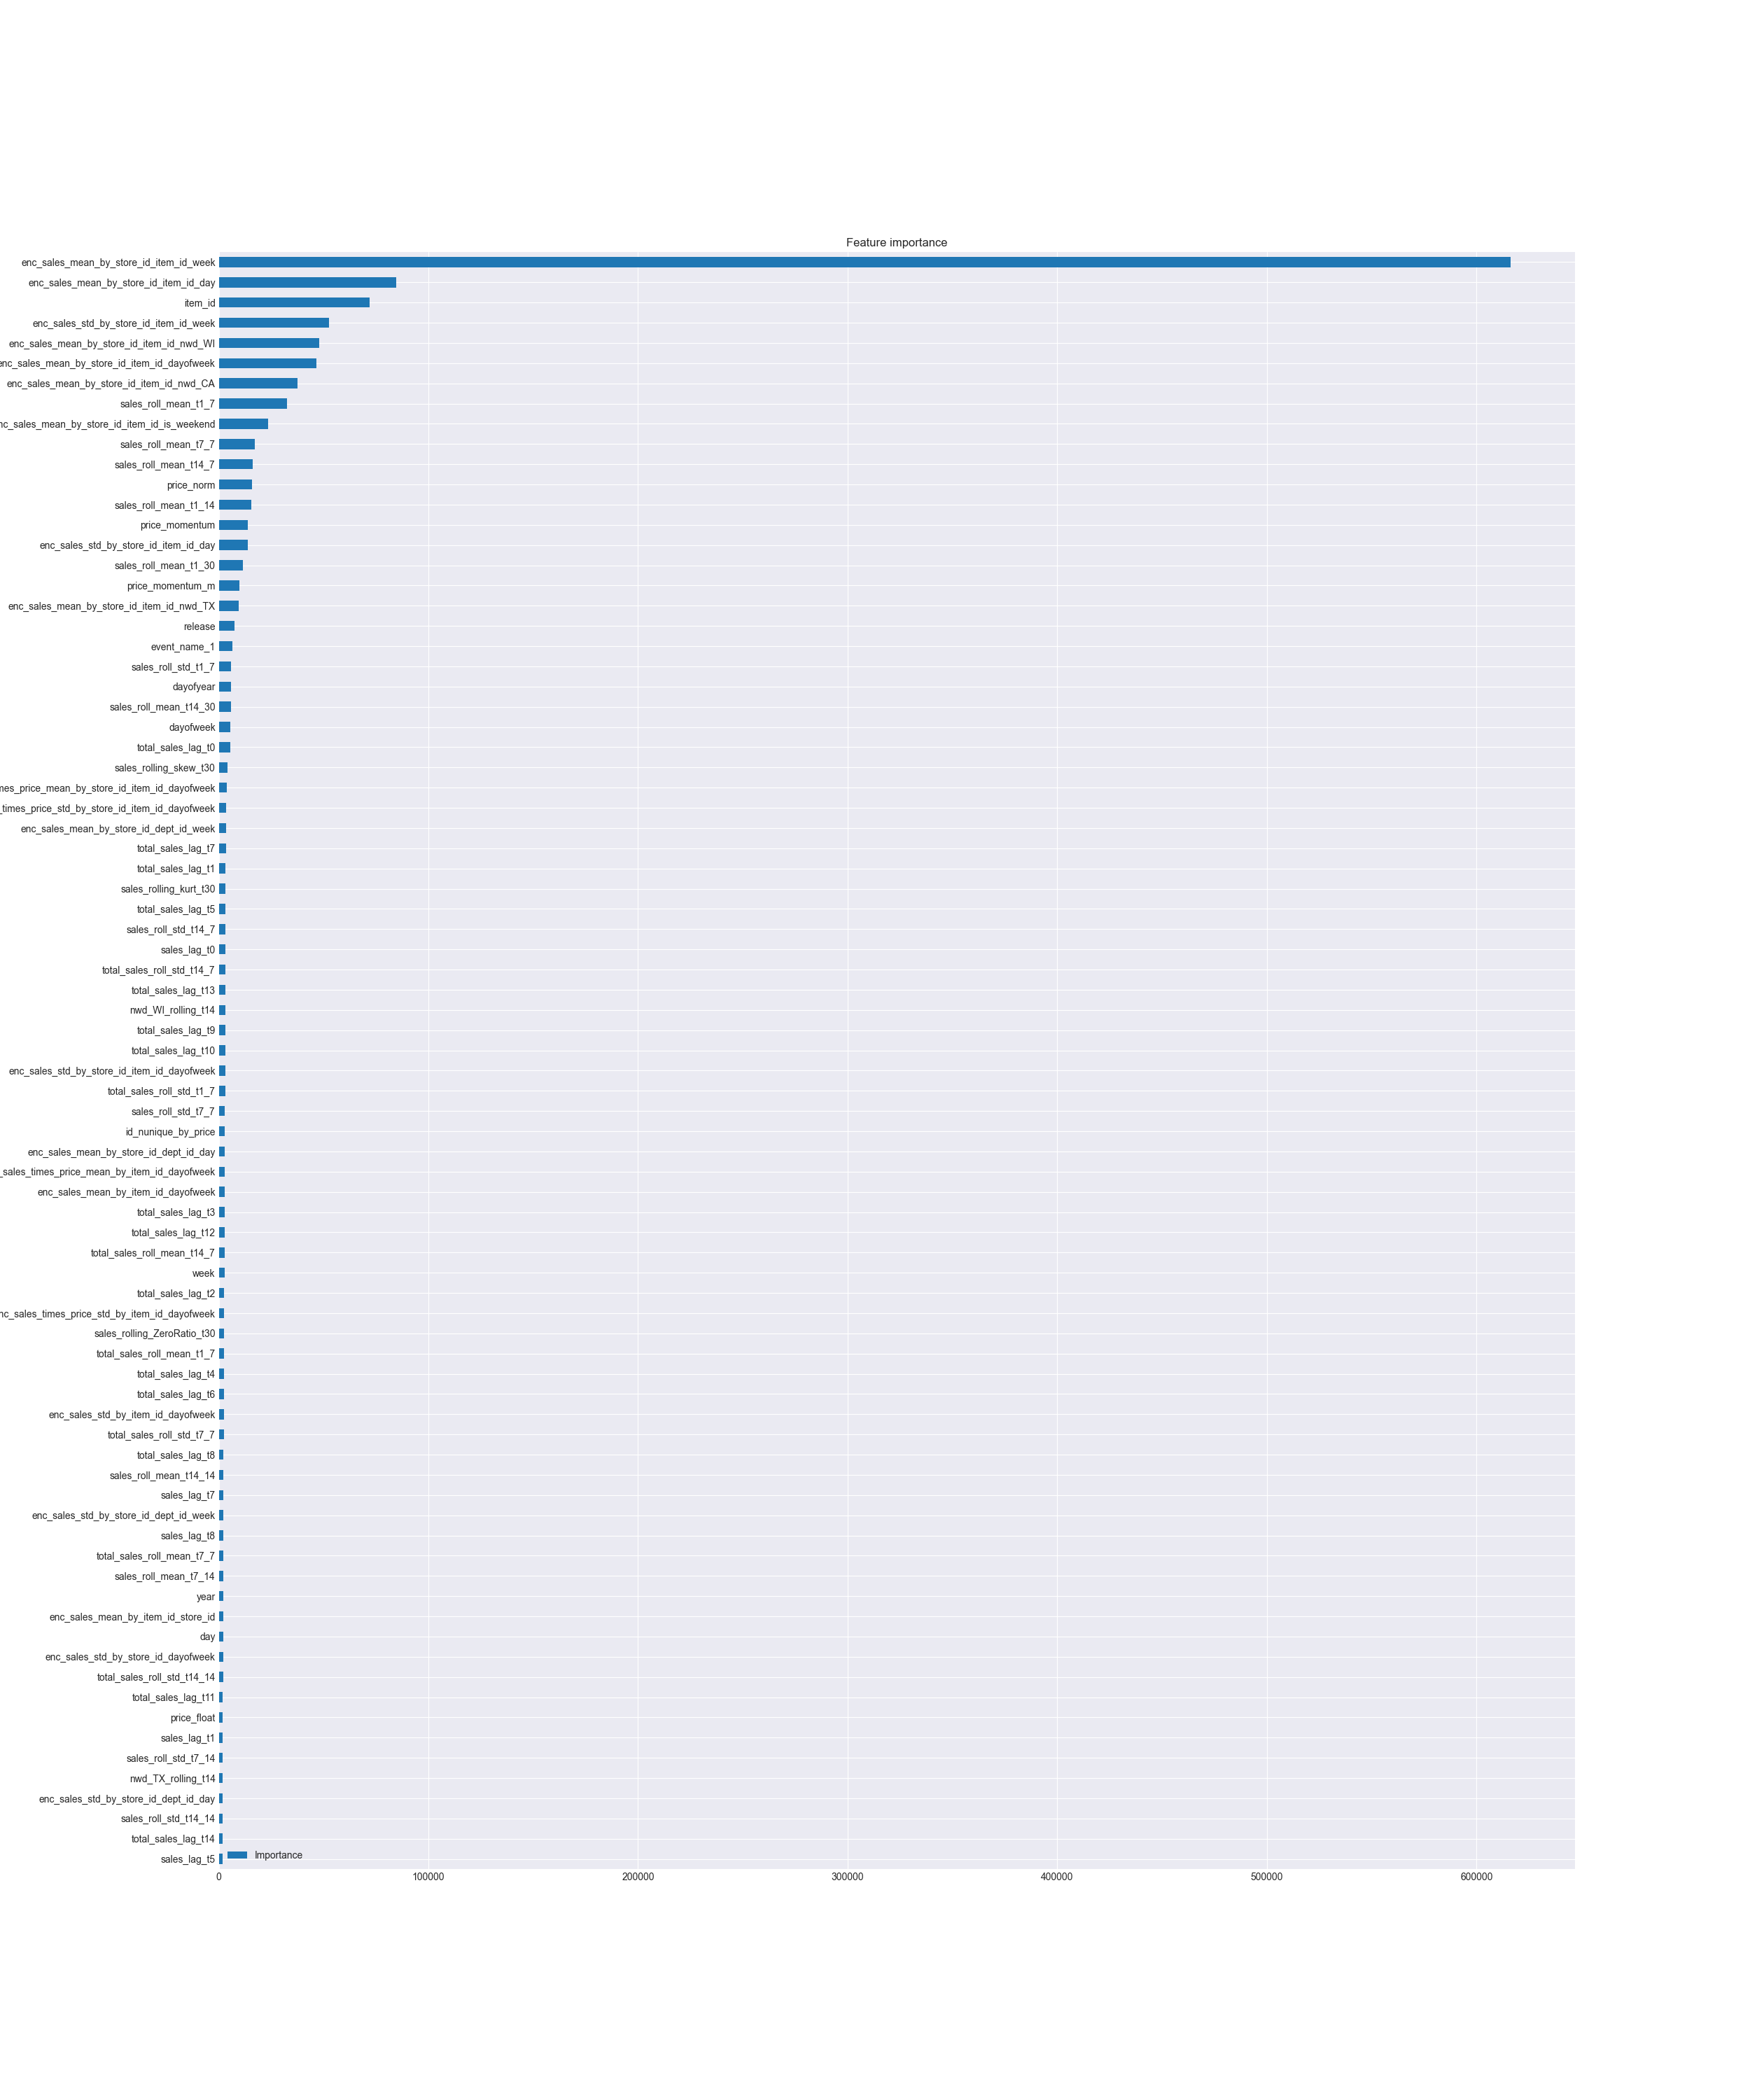 Feature importance
enc_sales_mean_by_store_id_item_id_week
enc_sales_mean_by_store_id_item_id_day
item_id
enc_sales_std_by_store_id_item_id_week
enc_sales_mean_by_store_id_item_id_nwd_WI
enc_sales_mean_by_store_id_item_id_dayofweek
enc_sales_mean_by_store_id_item_id_nwd_CA
sales_roll_mean_t1_7
nc_sales_mean_by_store_id_item_id_is_weekend
sales_roll_mean_t7_7
sales_roll_mean_t14_7
price_norm
sales_roll_mean_t1_14
price_momentum
enc_sales_std_by_store_id_item_id_day
sales_roll_mean_t1_30
price_momentum_m
enc_sales_mean_by_store_id_item_id_nwd_TX
release
event_name_1
sales_roll_std_t1_7
dayofyear
sales_roll_mean_t14_30
dayofweek
total_sales_lag_t0
sales_rolling_skew_t30
mes_price_mean_by_store_id_item_id_dayofweek
_times_price_std_by_store_id_item_id_dayofweek
enc_sales_mean_by_store_id_dept_id_week
total_sales_lag_t7
total_sales_lag_t1
sales_rolling_kurt_t30
total_sales_lag_t5
sales_roll_std_t14_7
sales_lag_t0
total_sales_roll_std_t14_7
total_sales_lag_t13
nwd_WI_rolling_t14
total_sales_lag_t9
total_sales_lag_t10
enc_sales_std_by_store_id_item_id_dayofweek
total_sales_roll_std_t1_7
sales_roll_std_t7_7
id_nunique_by_price
enc_sales_mean_by_store_id_dept_id_day
_sales_times_price_mean_by_item_id_dayofweek
enc_sales_mean_by_item_id_dayofweek
total_sales_lag_t3
total_sales_lag_t12
total_sales_roll_mean_t14_7
week
total_sales_lag_t2
nc_sales_times_price_std_by_item_id_dayofweek
sales_rolling_ZeroRatio_t30
total_sales_roll_mean_t1_7
total_sales_lag_t4
total_sales_lag_t6
enc_sales_std_by_item_id_dayofweek
total_sales_roll_std_t7_7
total_sales_lag_t8
sales_roll_mean_t14_14
sales_lag_t7
enc_sales_std_by_store_id_dept_id_week
sales_lag_t8
total_sales_roll_mean_t7_7
sales_roll_mean_t7_14
year
enc_sales_mean_by_item_id_store_id
day
enc_sales_std_by_store_id_dayofweek
total_sales_roll_std_t14_14
total_sales_lag_t11
price_float
sales_lag_t1
sales_roll_std_t7_14
nwd_TX_rolling_t14
enc_sales_std_by_store_id_dept_id_day
sales_roll_std_t14_14
total_sales_lag_t14
sales_lag_t5
Importance
0 100000 200000 300000 400000 500000 600000